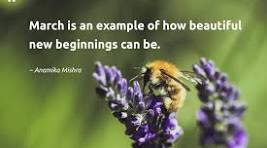 March is an example of how beautiful
new beginnings can be.
~ Anamika Mishra